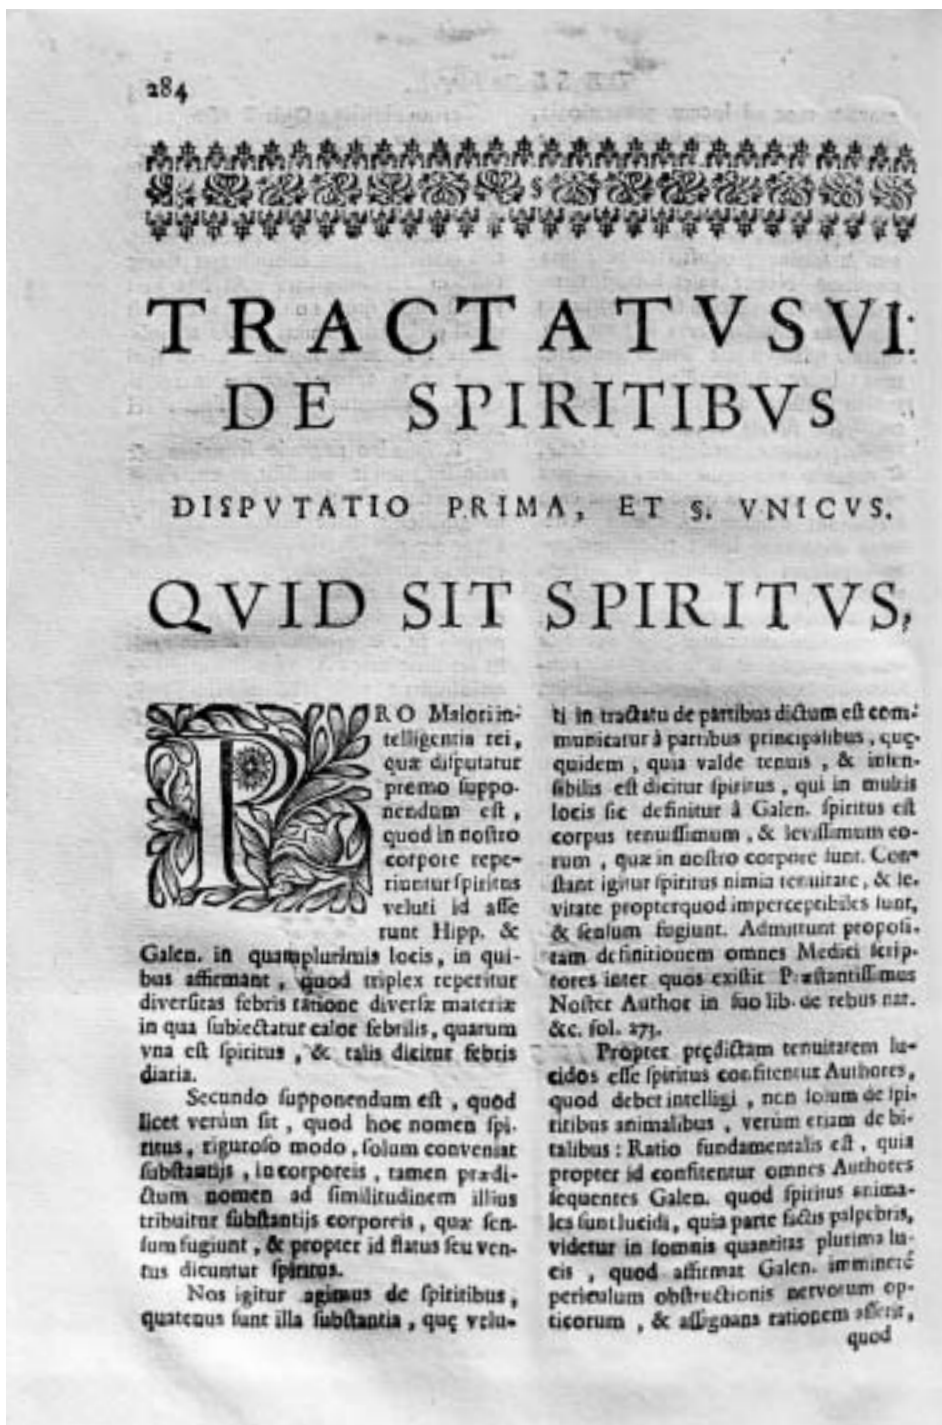 284
TRACTATVS VI:
DE SPIRITIBVS
DISPVTATIO PRIMA, ET §. VNICVS.
QVID SIT SPIRITVS,
PRO Maiori in-
telligentia rei,
quæ disputatur
premo suppo-
nendum est,
quod in nostro
corpore repe-
riuntur spiritus
veluti id asse
runt Hipp. &
Galen. in quamplurimis locis, in qui-
bus affirmant, quod triplex reperitur
diversitas febris ratione diversæ materiæ
in qua subiectatur calor febrilis, quarum
vna est spiritus, & talis dicitur febris
diaria.
Secundo supponendum est, quod
licet verùm sit, quod hoc nomen spi-
ritus, riguroso modo, solum conveniat
substantijs, incorporeis, tamen prædi-
ctum nomen ad similitudinem illius
tribuitur substantijs corporeis, quæ sen-
sum fugiunt, & propter id flatus seu ven-
tus dicuntur spiritus.
Nos igitur agimus de spiritibus,
quatenus sunt illa substantia, quę velu-
ti in tractatu de partibus dictum est com-
municatur à partibus principalibus, quę-
quidem, quia valde tenuis, & insen-
sibilis est dicitur spiritus, qui in multis
locis sic definitur à Galen. spiritus est
corpus tenuissimum, & levissimum eo-
rum, quæ in nostro corpore sunt. Con-
stant igitur spiritus nimia tenuitate, & le-
vitate propterquod imperceptibiles sunt,
& sensum fugiunt. Admittunt proposi-
tam definitionem omnes Medici scrip-
tores inter quos existit Præstantissimus
Noster Author in suo lib. de rebus nat.
&c. fol. 273.
Propter prędictam tenuitatem lu-
cidos esse spiritus confitentur Authores,
quod debet intelligi, non solum de spi-
ritibus animalibus, verùm etiam de bi-
talibus: Ratio fundamentalis est, quia
propter id confitentur omnes Authores
sequentes Galen. quod spiritus anima-
les sunt lucidi, quia parte factis palpebris,
videtur in somnis quantitas plurima lu-
cis, quod affirmat Galen. imminere
periculum obstructionis nervorum op-
ticorum, & assignans rationem asserit,
quod